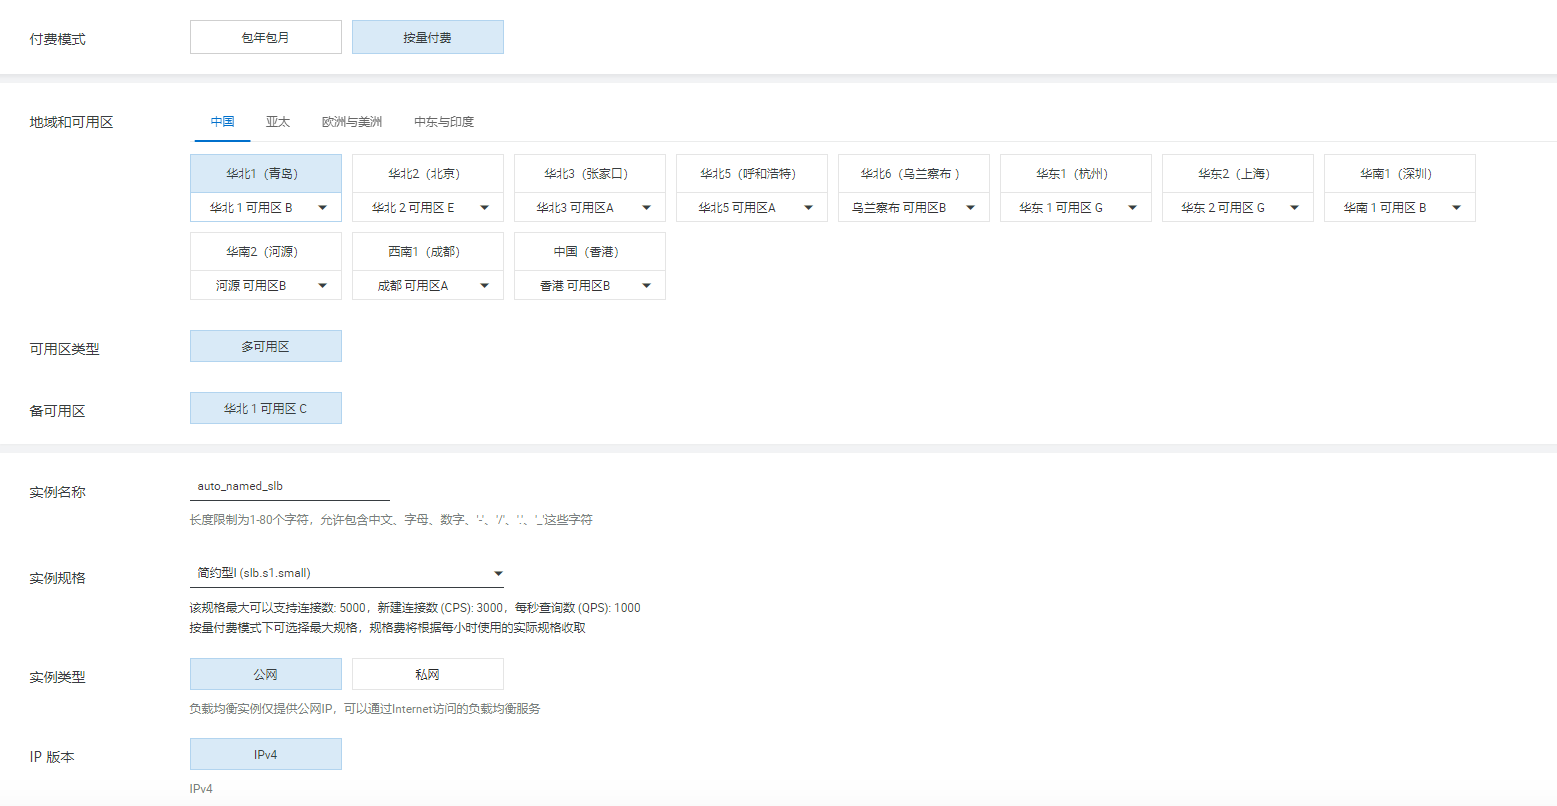 付费模式 包年包月 按量付费
地域和可用区 中国 亚太 欧洲与美洲 中东与印度
华北1（青岛） 华北2（北京） 华北3（张家口） 华北5（呼和浩特） 华北6（乌兰察布 ） 华东1（杭州） 华东2（上海） 华南1（深圳）
华北 1 可用区 B 华北 2 可用区 E 华北3 可用区A 华北5 可用区A 乌兰察布 可用区B 华东 1 可用区 G 华东 2 可用区 G 华南 1 可用区 B
华南2（河源） 西南1（成都） 中国（香港）
河源 可用区B 成都 可用区A 香港 可用区B
可用区类型 多可用区
备可用区 华北 1 可用区 C
实例名称 auto_named_slb
长度限制为1-80个字符，允许包含中文、字母、数字、'-'、'/'、'.'、'_'这些字符
实例规格 简约型I (slb.s1.small)
该规格最大可以支持连接数: 5000，新建连接数 (CPS): 3000，每秒查询数 (QPS): 1000
按量付费模式下可选择最大规格，规格费将根据每小时使用的实际规格收取
实例类型 公网 私网
负载均衡实例仅提供公网IP，可以通过Internet访问的负载均衡服务
IP 版本 IPv4
IPv4